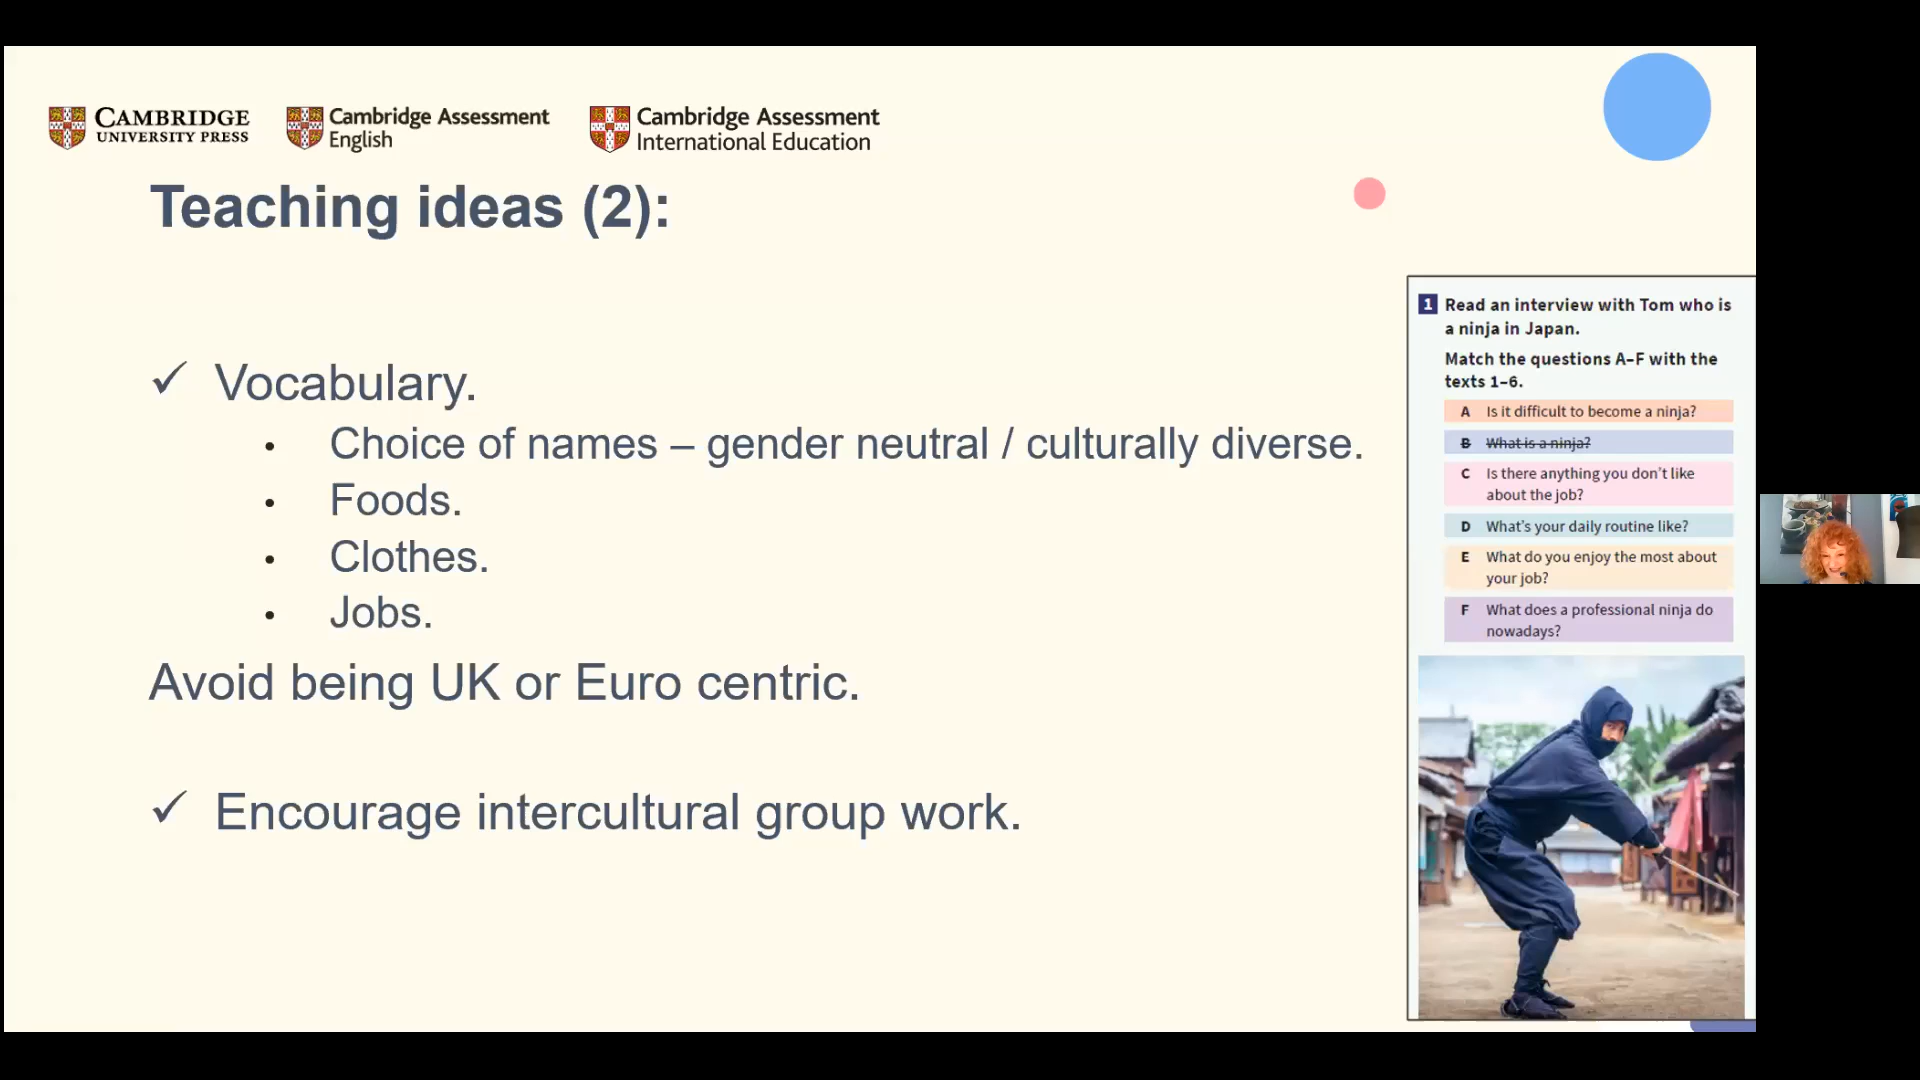 CAMBRIDGE
UNIVERSITY PRESS
Cambridge Assessment
English
Cambridge Assessment
International Education
Teaching ideas (2):
✓ Vocabulary.
• Choice of names – gender neutral / culturally diverse.
• Foods.
• Clothes.
• Jobs.
Avoid being UK or Euro centric.
✓ Encourage intercultural group work.
1 Read an interview with Tom who is
a ninja in Japan.
Match the questions A–F with the
texts 1–6.
A Is it difficult to become a ninja?
B What is a ninja?
C Is there anything you don't like
about the job?
D What's your daily routine like?
E What do you enjoy the most about
your job?
F What does a professional ninja do
nowadays?